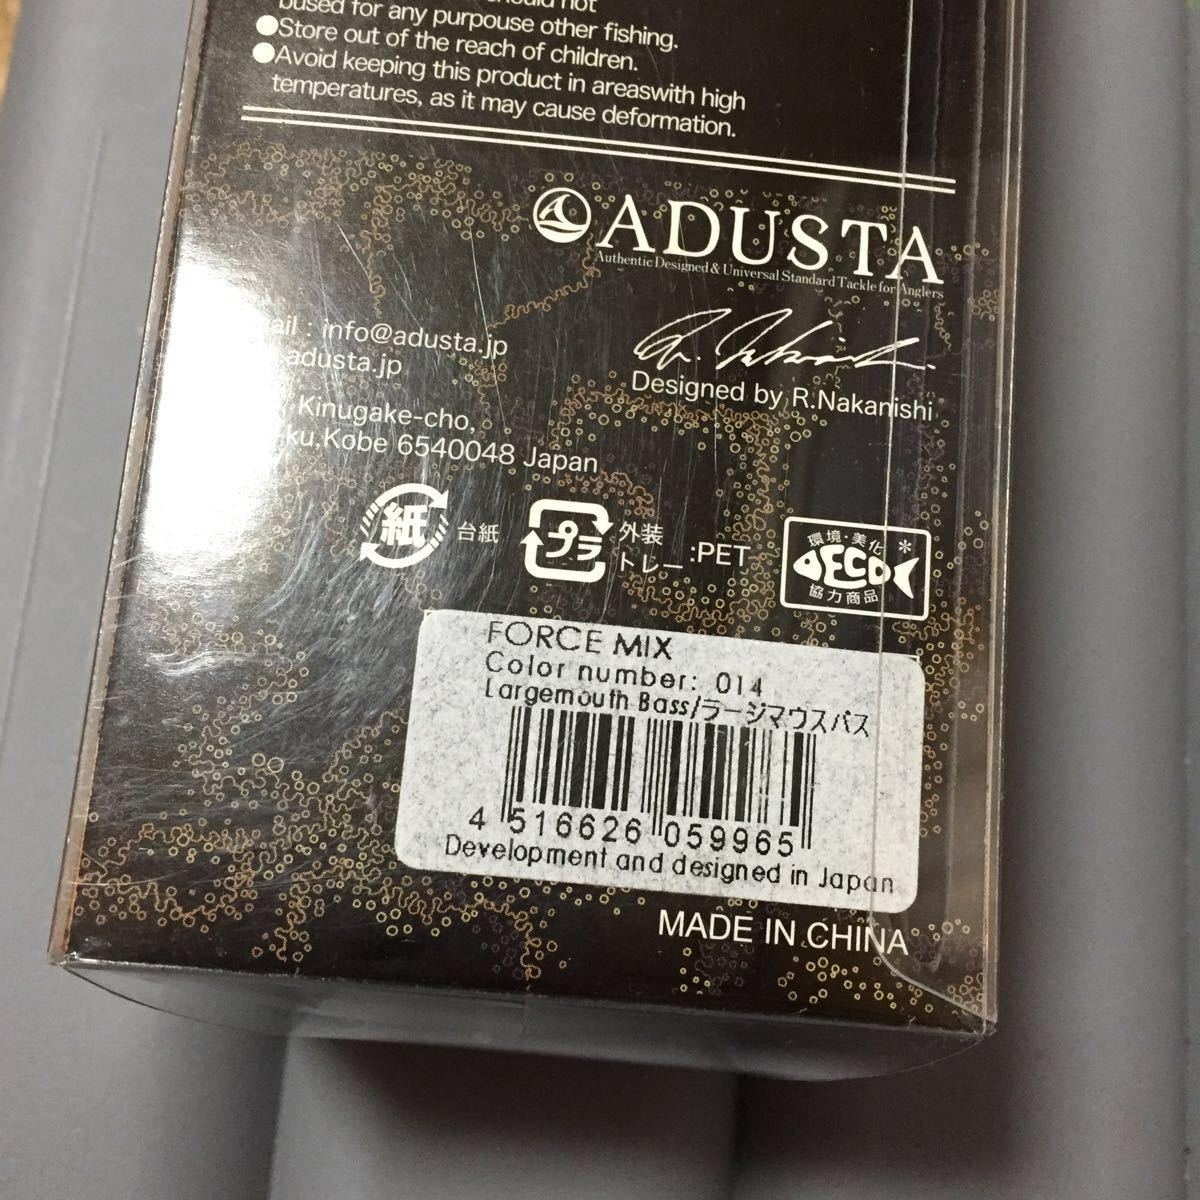 should not
bused for any purpouse other fishing.
●Store out of the reach of children.
●Avoid keeping this product in areaswith high
temperatures, as it may cause deformation.
ADUSTA
Authentic Designed & Universal Standard Tackle for Anglers
ail : info@adusta.jp
.adusta.jp
Designed by R.Nakanishi
Kinugake-cho,
ku,Kobe 6540048 Japan
紙 台紙
プラ 外装
トレー :PET
環境・美化 *
ECO
協力商品
FORCE MIX
Color number: 014
Largemouth Bass/ラージマウスバス
4 516626 059965
Development and designed in Japan
MADE IN CHINA